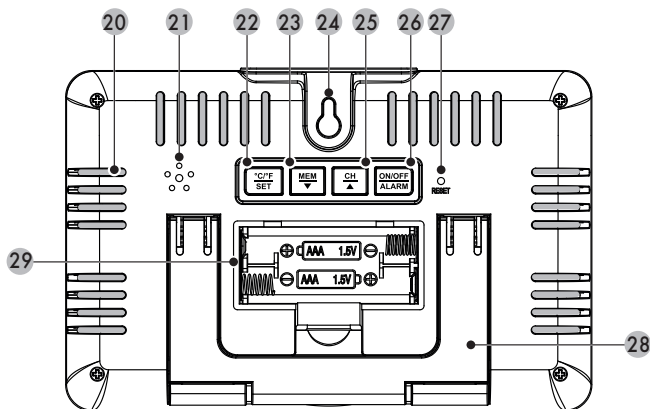 20 21 22 23 24 25 26 27
°C/°F SET
MEM ▼
CH ▲
ON/OFF ALARM
RESET
29
⊕ AAA 1.5V ⊖
⊖ AAA 1.5V ⊕
28